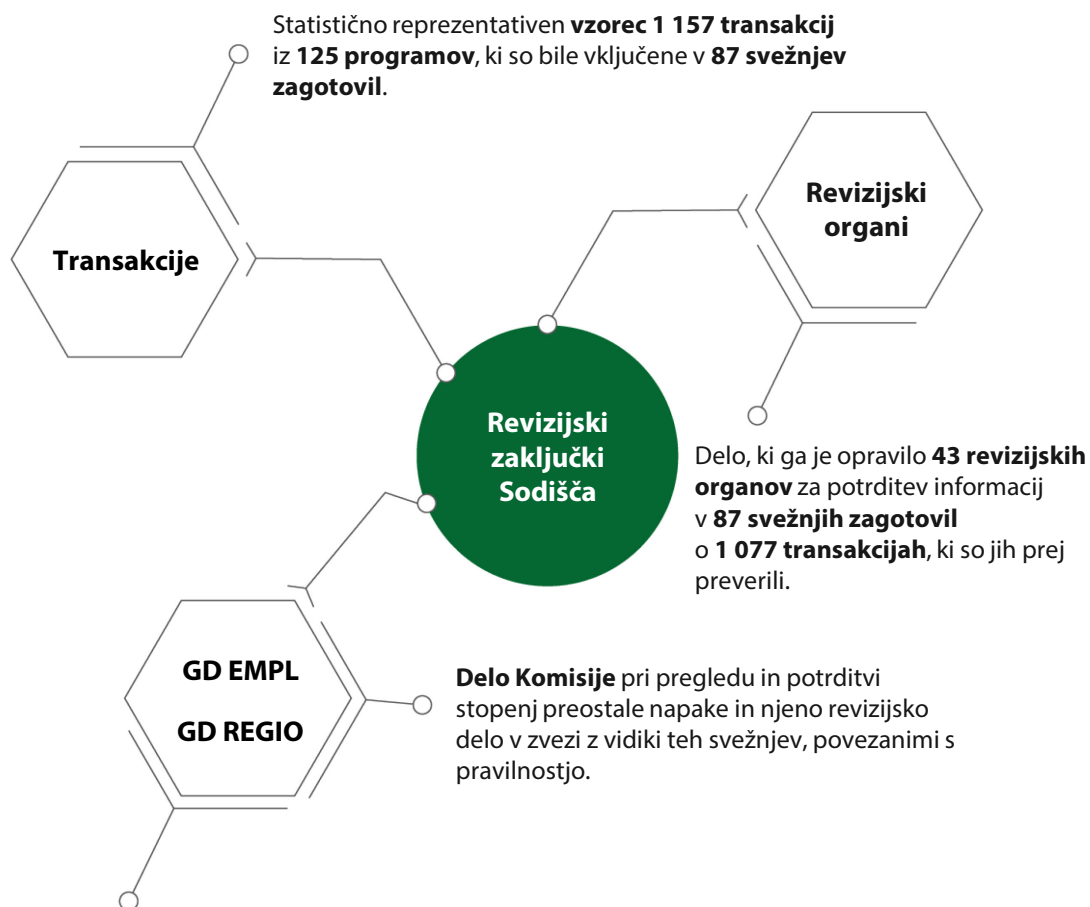 Statistično reprezentativen vzorec 1 157 transakcij
iz 125 programov, ki so bile vključene v 87 svežnjev
zagotovil.
Transakcije
Revizijski
organi
Revizijski
zaključki
Sodišča
Delo, ki ga je opravilo 43 revizijskih
organov za potrditev informacij
v 87 svežnjih zagotovil
o 1 077 transakcijah, ki so jih prej
preverili.
GD EMPL
GD REGIO
Delo Komisije pri pregledu in potrditvi
stopenj preostale napake in njeno revizijsko
delo v zvezi z vidiki teh svežnjev, povezanimi s
pravilnostjo.